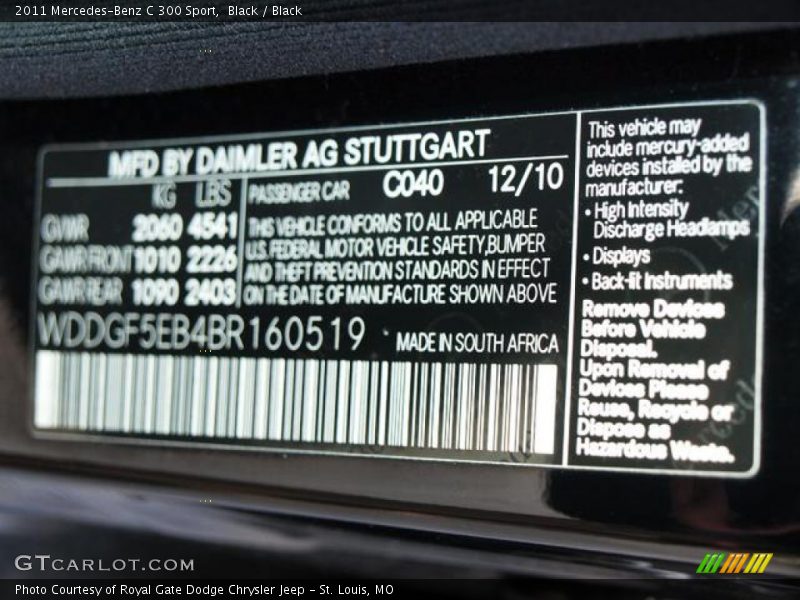 2011 Mercedes-Benz C 300 Sport,  Black / Black
MFD BY DAIMLER AG STUTTGART
KG LBS
GVWR 2060 4541
GAWR FRONT 1010 2226
GAWR REAR 1090 2403
PASSENGER CAR C040 12/10
THIS VEHICLE CONFORMS TO ALL APPLICABLE
U.S. FEDERAL MOTOR VEHICLE SAFETY,BUMPER
AND THEFT PREVENTION STANDARDS IN EFFECT
ON THE DATE OF MANUFACTURE SHOWN ABOVE
WDDGF5EB4BR160519
MADE IN SOUTH AFRICA
This vehicle may
include mercury-added
devices installed by the
manufacturer:
• High Intensity
Discharge Headlamps
• Displays
• Back-lit Instruments
Remove Devices
Before Vehicle
Disposal.
Upon Removal of
Devices Please
Reuse, Recycle or
Dispose as
Hazardous Waste.
GTCARLOT.COM
Photo Courtesy of Royal Gate Dodge Chrysler Jeep - St. Louis, MO